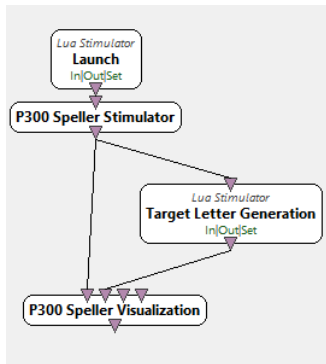 Lua Stimulator
Launch
In|Out|Set
P300 Speller Stimulator
Lua Stimulator
Target Letter Generation
In|Out|Set
P300 Speller Visualization